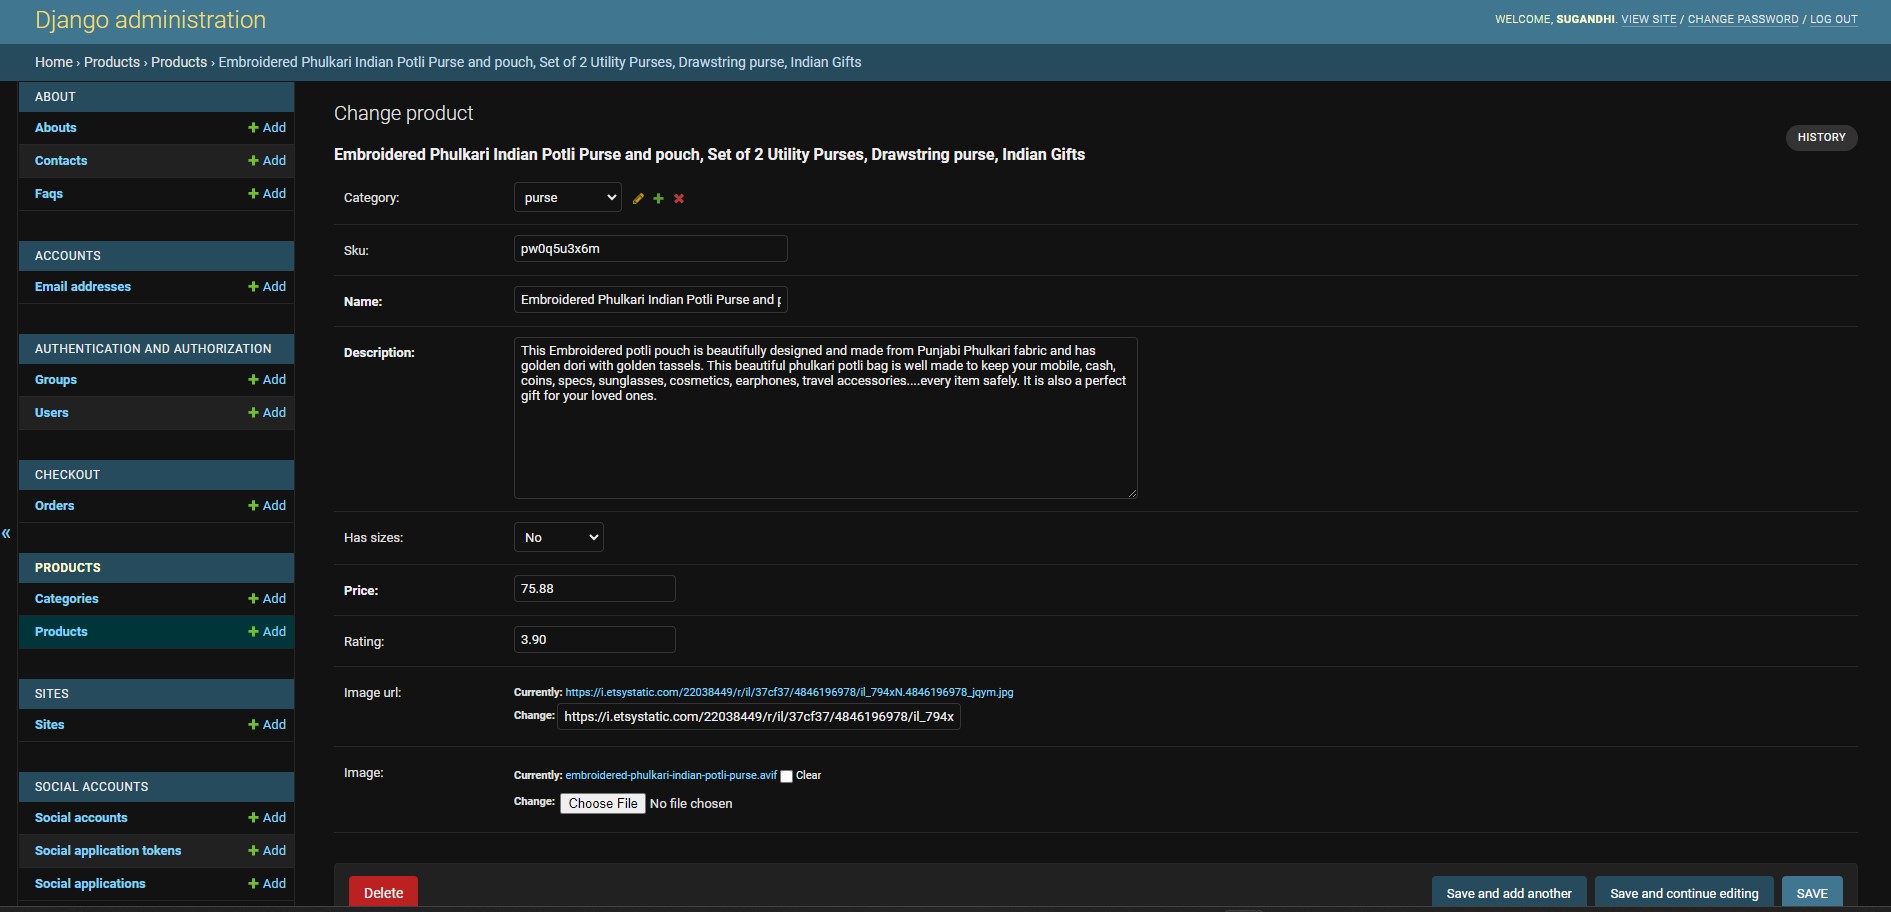 Django administration
WELCOME, SUGANDHI. VIEW SITE / CHANGE PASSWORD / LOG OUT
Home › Products › Products › Embroidered Phulkari Indian Potli Purse and pouch, Set of 2 Utility Purses, Drawstring purse, Indian Gifts
ABOUT
Abouts Add
Contacts Add
Faqs Add
ACCOUNTS
Email addresses Add
AUTHENTICATION AND AUTHORIZATION
Groups Add
Users Add
CHECKOUT
Orders Add
«
PRODUCTS
Categories Add
Products Add
SITES
Sites Add
SOCIAL ACCOUNTS
Social accounts Add
Social application tokens Add
Social applications Add
Change product
HISTORY
Embroidered Phulkari Indian Potli Purse and pouch, Set of 2 Utility Purses, Drawstring purse, Indian Gifts
Category: purse
Sku: pw0q5u3x6m
Name: Embroidered Phulkari Indian Potli Purse and p
Description: This Embroidered potli pouch is beautifully designed and made from Punjabi Phulkari fabric and has
golden dori with golden tassels. This beautiful phulkari potli bag is well made to keep your mobile, cash,
coins, specs, sunglasses, cosmetics, earphones, travel accessories....every item safely. It is also a perfect
gift for your loved ones.
Has sizes: No
Price: 75.88
Rating: 3.90
Image url: Currently: https://i.etsystatic.com/22038449/r/il/37cf37/4846196978/il_794xN.4846196978_jqym.jpg
Change: https://i.etsystatic.com/22038449/r/il/37cf37/4846196978/il_794x
Image: Currently: embroidered-phulkari-indian-potli-purse.avif Clear
Change: Choose File No file chosen
Delete Save and add another Save and continue editing SAVE